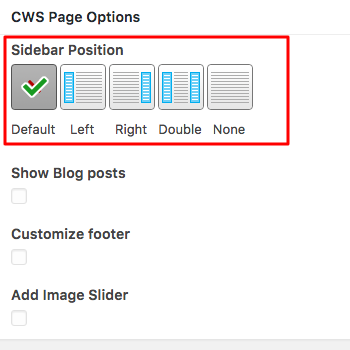 CWS Page Options
Sidebar Position
Default Left Right Double None
Show Blog posts
Customize footer
Add Image Slider